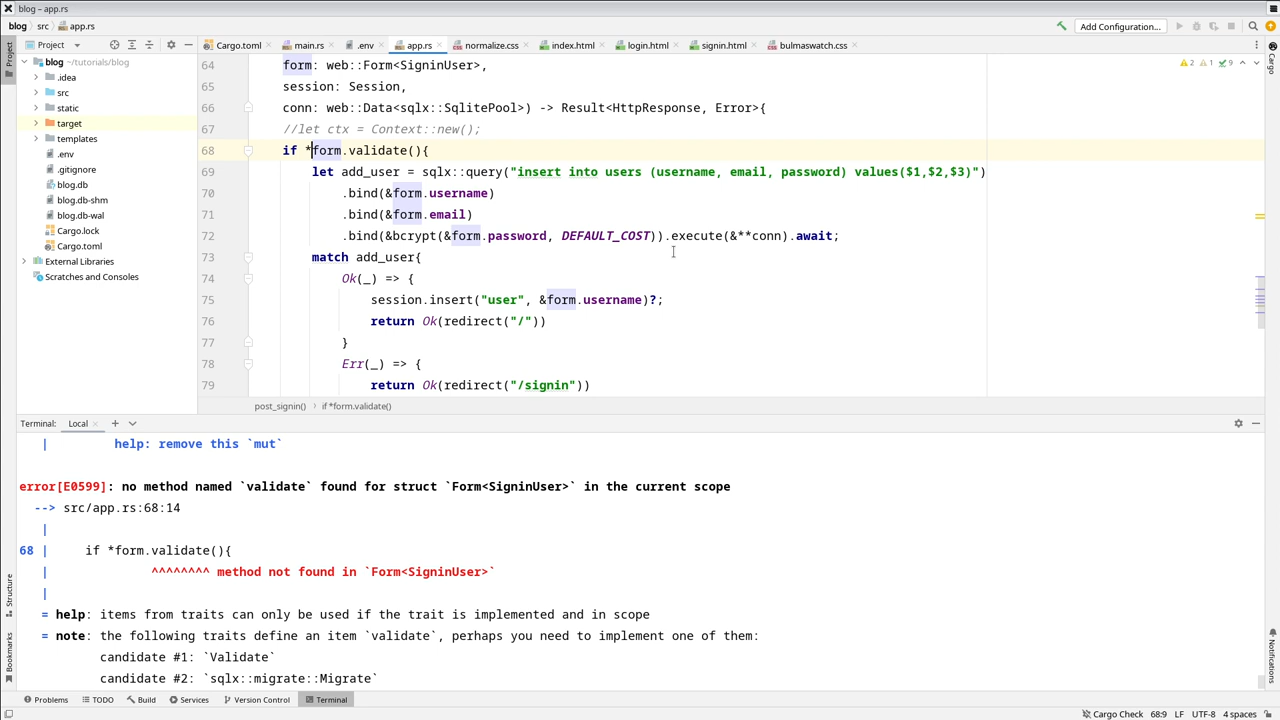 blog – app.rs
blog src app.rs Add Configuration...
Project Cargo.toml main.rs .env app.rs normalize.css index.html login.html signin.html bulmaswatch.css
Project
Cargo
blog ~/tutorials/blog
.idea
src
static
target
templates
.env
.gitignore
blog.db
blog.db-shm
blog.db-wal
Cargo.lock
Cargo.toml
External Libraries
Scratches and Consoles
2 1 9
64 form: web::Form<SigninUser>,
65 session: Session,
66 conn: web::Data<sqlx::SqlitePool>) -> Result<HttpResponse, Error>{
67 //let ctx = Context::new();
68 if *form.validate(){
69 let add_user = sqlx::query("insert into users (username, email, password) values($1,$2,$3)")
70 .bind(&form.username)
71 .bind(&form.email)
72 .bind(&bcrypt(&form.password, DEFAULT_COST)).execute(&**conn).await;
73 match add_user{
74 Ok(_) => {
75 session.insert("user", &form.username)?;
76 return Ok(redirect("/"))
77 }
78 Err(_) => {
79 return Ok(redirect("/signin"))
post_signin() if *form.validate()
Terminal: Local
| help: remove this `mut`
error[E0599]: no method named `validate` found for struct `Form<SigninUser>` in the current scope
--> src/app.rs:68:14
|
68 | if *form.validate(){
| ^^^^^^^^ method not found in `Form<SigninUser>`
|
= help: items from traits can only be used if the trait is implemented and in scope
= note: the following traits define an item `validate`, perhaps you need to implement one of them:
candidate #1: `Validate`
candidate #2: `sqlx::migrate::Migrate`
Structure
Bookmarks
Notifications
Problems TODO Build Services Version Control Terminal
Cargo Check 68:9 LF UTF-8 4 spaces